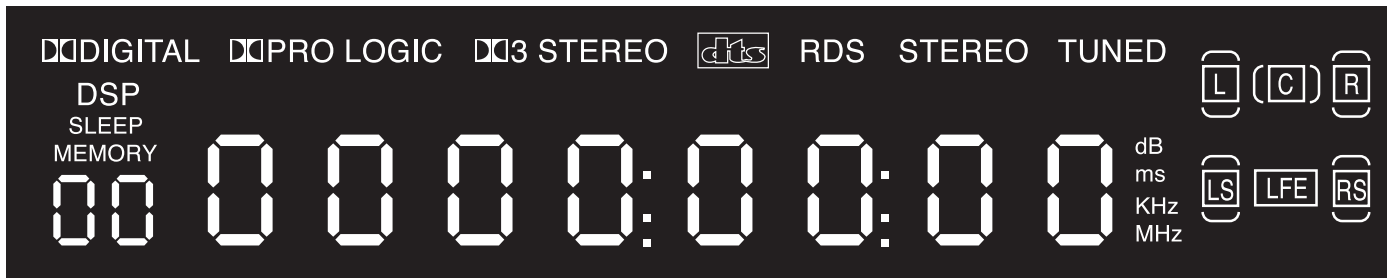 DIGITAL PRO LOGIC 3 STEREO dts RDS STEREO TUNED
L C R
DSP
SLEEP
MEMORY
00 0 0 0 0:0 0:0 0
dB
ms
KHz
MHz
LS LFE RS